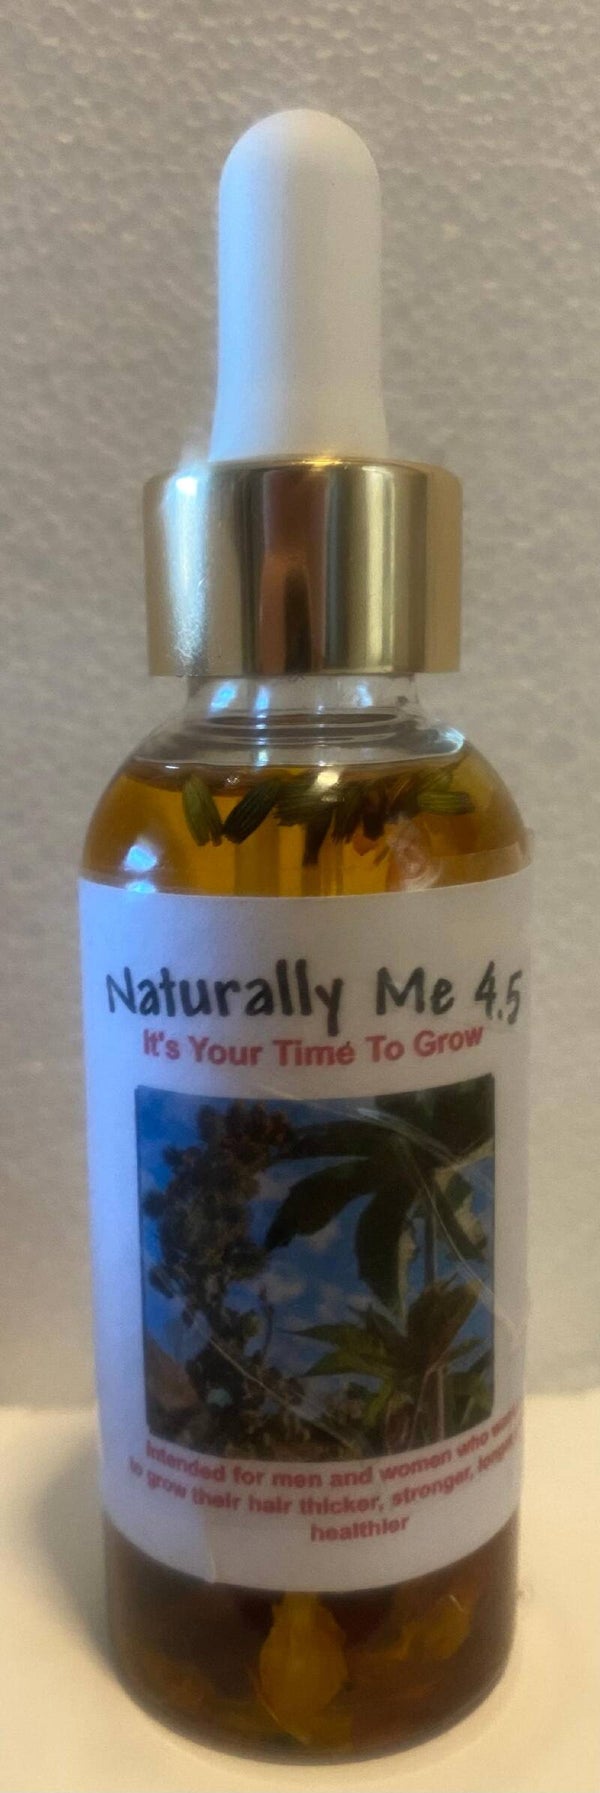 Naturally Me 4.5
It's Your Time To Grow
Intended for men and women who
to grow their hair thicker, stronger, longer
healthier